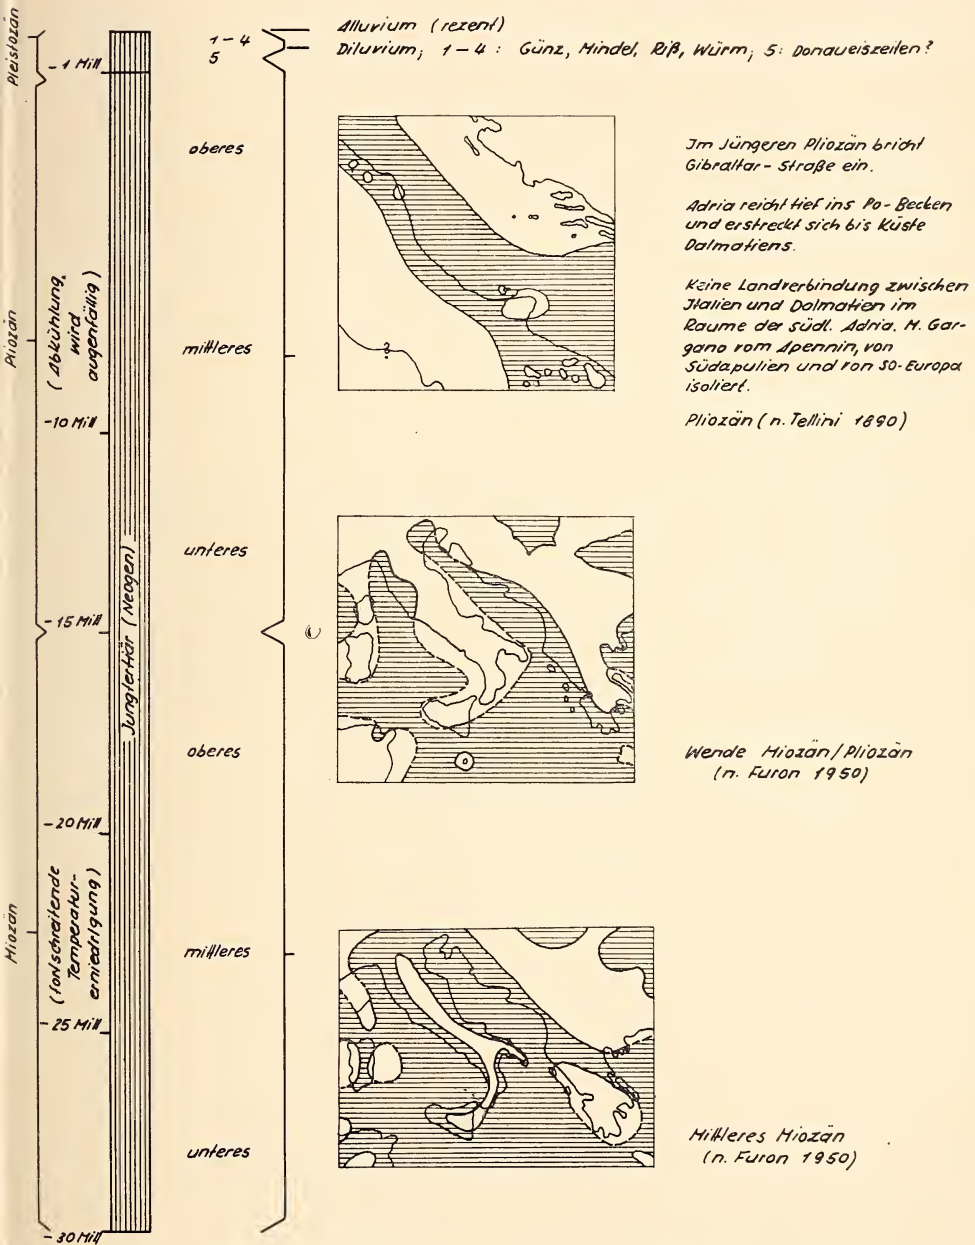 Pleistozän
Pliozän
Miozän
- 1 Mill
(Abkühlung,
wird
augenfällig)
-10 Mill
- 15 Mill
-20 Mill
(fortschreitende
Temperatur-
erniedrigung)
- 25 Mill
- 30 Mill
Jungtertiär (Neogen)
1 - 4
5
oberes
mittleres
unteres
oberes
mittleres
unteres
Alluvium (rezent)
Diluvium; 1 - 4 : Günz, Mindel, Riß, Würm; 5: Donaueiszeiten?
?
Im Jüngeren Pliozän bricht
Gibraltar - Straße ein.
Adria reicht tief ins Po-Becken
und erstreckt sich bis Küste
Dalmatiens.
Keine Landverbindung zwischen
Italien und Dalmatien im
Raume der südl. Adria. M. Gar-
gano vom Apennin, von
Südapulien und von SO-Europa
isoliert.
Pliozän (n. Tellini 1890)
Wende Miozän/Pliozän
(n. Furon 1950)
Mittleres Miozän
(n. Furon 1950)